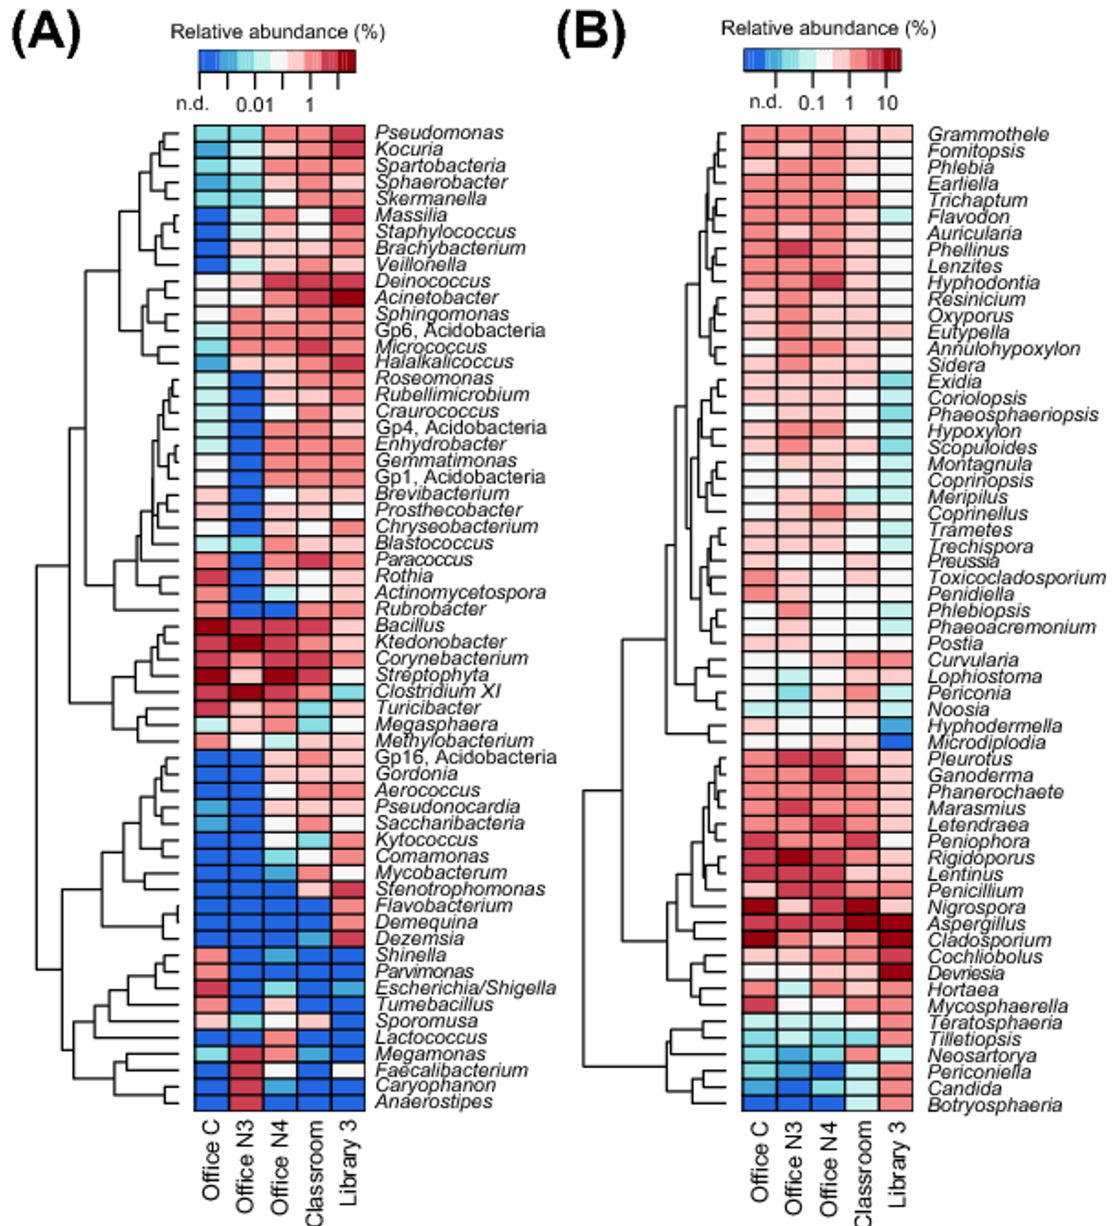 (A)
Relative abundance (%)
n.d. 0.01 1
Pseudomonas
Kocuria
Spartobacteria
Sphaerobacter
Skermanella
Massilia
Staphylococcus
Brachybacterium
Veillonella
Deinococcus
Acinetobacter
Sphingomonas
Gp6, Acidobacteria
Micrococcus
Halalkalicoccus
Roseomonas
Rubellimicrobium
Craurococcus
Gp4, Acidobacteria
Enhydrobacter
Gemmatimonas
Gp1, Acidobacteria
Brevibacterium
Prosthecobacter
Chryseobacterium
Blastococcus
Paracoccus
Rothia
Actinomycetospora
Rubrobacter
Bacillus
Ktedonobacter
Corynebacterium
Streptophyta
Clostridium XI
Turicibacter
Megasphaera
Methylobacterium
Gp16, Acidobacteria
Gordonia
Aerococcus
Pseudonocardia
Saccharibacteria
Kytococcus
Comamonas
Mycobacterum
Stenotrophomonas
Flavobacterium
Demequina
Dezemsia
Shinella
Parvimonas
Escherichia/Shigella
Tumebacillus
Sporomusa
Lactococcus
Megamonas
Faecalibacterium
Caryophanon
Anaerostipes
Office C
Office N3
Office N4
Classroom
Library 3
(B)
Relative abundance (%)
n.d. 0.1 1 10
Grammothele
Fomitopsis
Phlebia
Earliella
Trichaptum
Flavodon
Auricularia
Phellinus
Lenzites
Hyphodontia
Resinicium
Oxyporus
Eutypella
Annulohypoxylon
Sidera
Exidia
Coriolopsis
Phaeosphaeriopsis
Hypoxylon
Scopuloides
Montagnula
Coprinopsis
Meripilus
Coprinellus
Trametes
Trechispora
Preussia
Toxicocladosporium
Penidiella
Phlebiopsis
Phaeoacremonium
Postia
Curvularia
Lophiostoma
Periconia
Noosia
Hyphodermella
Microdiplodia
Pleurotus
Ganoderma
Phanerochaete
Marasmius
Letendraea
Peniophora
Rigidoporus
Lentinus
Penicillium
Nigrospora
Aspergillus
Cladosporium
Cochliobolus
Devriesia
Hortaea
Mycosphaerella
Teratosphaeria
Tilletiopsis
Neosartorya
Periconiella
Candida
Botryosphaeria
Office C
Office N3
Office N4
Classroom
Library 3